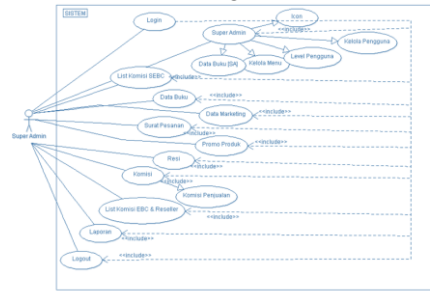 SISTEM
Login
Icon
Super Admin
<<Include>>
Kelola Pengguna
Level Pengguna
Data Buku (SA)
Kelola Menu
List Komisi SEBC
<<Include>>
Data Buku
<<Include>>
Data Marketing
<<Include>>
Super Admin
Surat Pesanan
<<Include>>
Promo Produk
<<Include>>
Resi
<<Include>>
Komisi
<<Include>>
Komisi Penjualan
List Komisi EBC & Reseller
<<Include>>
Laporan
<<Include>>
Logout
<<Include>>